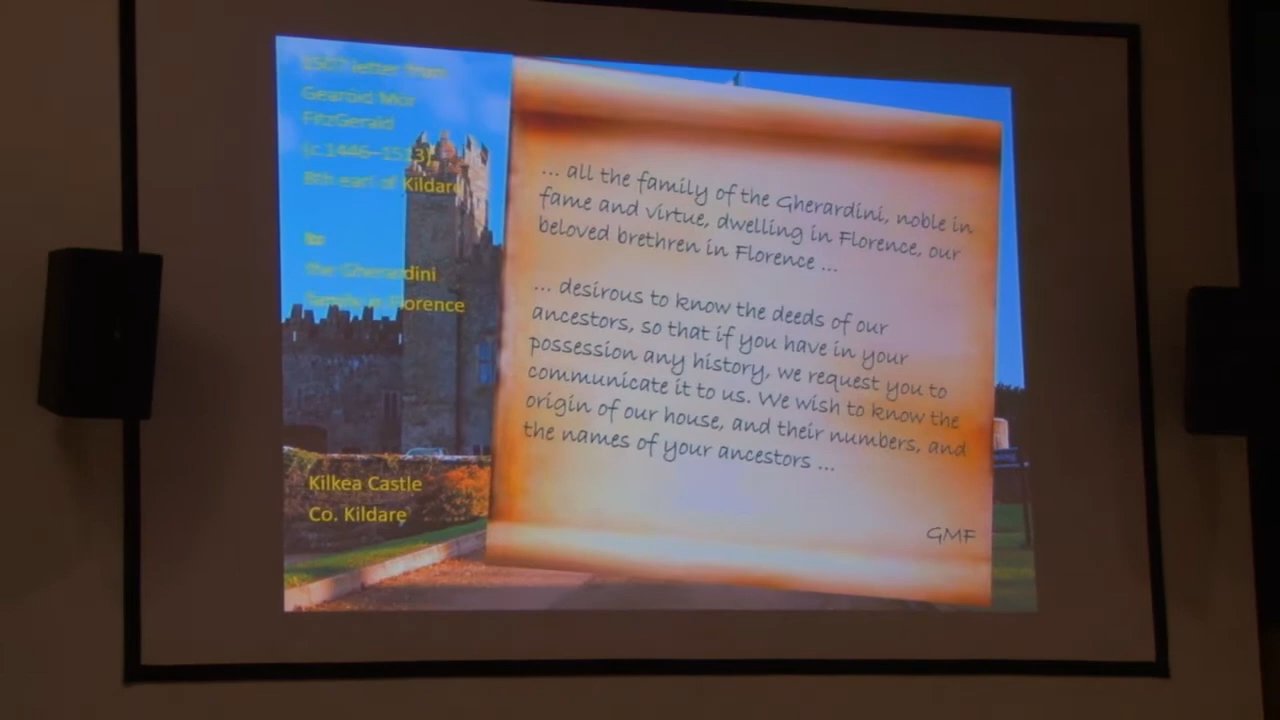 1507 letter from
Gearóid Mór
FitzGerald
(c.1446–1513),
8th earl of Kildare
to
the Gherardini
family in Florence
Kilkea Castle
Co. Kildare
... all the family of the Gherardini, noble in
fame and virtue, dwelling in Florence, our
beloved brethren in Florence ...
... desirous to know the deeds of our
ancestors, so that if you have in your
possession any history, we request you to
communicate it to us. We wish to know the
origin of our house, and their numbers, and
the names of your ancestors ...
GMF